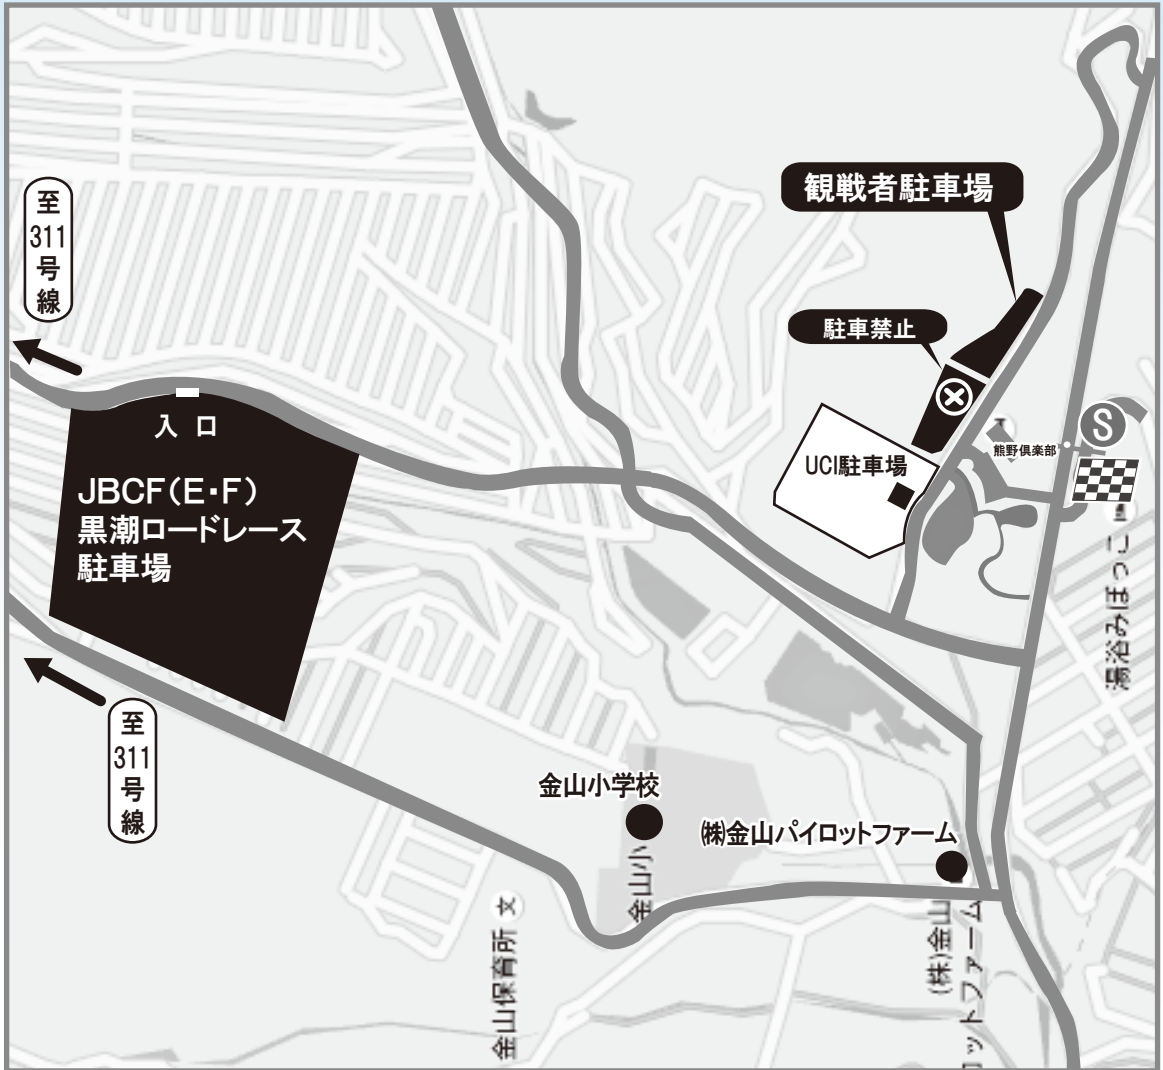 観戦者駐車場
至
311
号
線
駐車禁止
S
入口
熊野倶楽部
UCI駐車場
JBCF(E・F)
黒潮ロードレース
駐車場
湯浴みほっこ
至
311
号
線
金山小学校
㈱金山パイロットファーム
金山小
文
金山保育所
(株)金山
ロットファーム